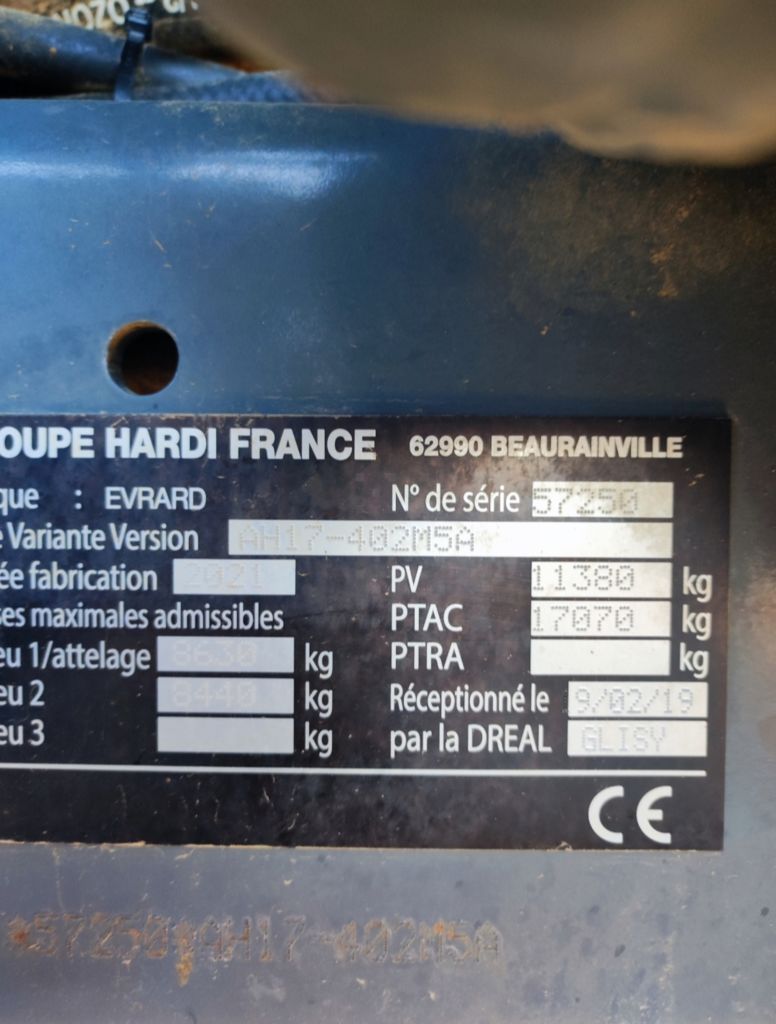 OUPE HARDI FRANCE 62990 BEAURAINVILLE
que : EVRARD N° de série 57250
Variante Version AH17-402M5A
ée fabrication 2021 PV 11380 kg
ses maximales admissibles PTAC 17070 kg
eu 1/attelage 8630 kg PTRA kg
eu 2 8440 kg Réceptionné le 9/02/19
eu 3 kg par la DREAL GLISY
CE
*57250*AH17-402M5A